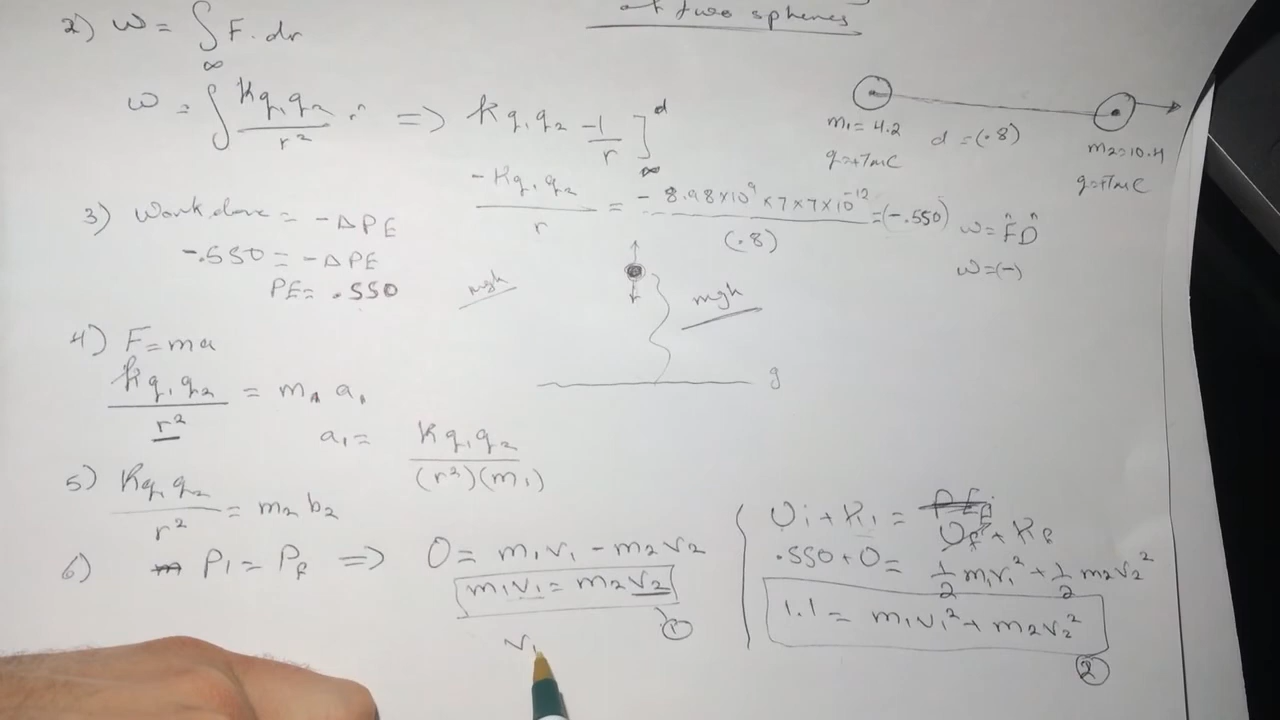 of two spheres
2) W = ∫∞ F. dr
W = ∫ Kq1q2/r² r̂ => Kq1q2 -1/r ]∞^d
m1 = 4.2
q=+7mC
d = (.8)
m2=10.4
q=+7mC
-Kq1q2/r = - 8.98×10⁹ × 7×7×10⁻¹²/(.8) = (-.550)
W = F̂D̂
W=(-)
3) Work done = -ΔPE
-.550 = -ΔPE
PE = .550
mgh
mgh
g
4) F=ma
Kq1q2/r² = m1 a1
a1 = Kq1q2/(r²)(m1)
5) Kq1q2/r² = m2 b2
6) P1 = Pf => 0 = m1v1 - m2v2
m1v1 = m2v2
1
v1
Ui + K1 = Uf + Kf
.550+0 = 1/2 m1v1² + 1/2 m2v2²
1.1 = m1v1² + m2v2²
2